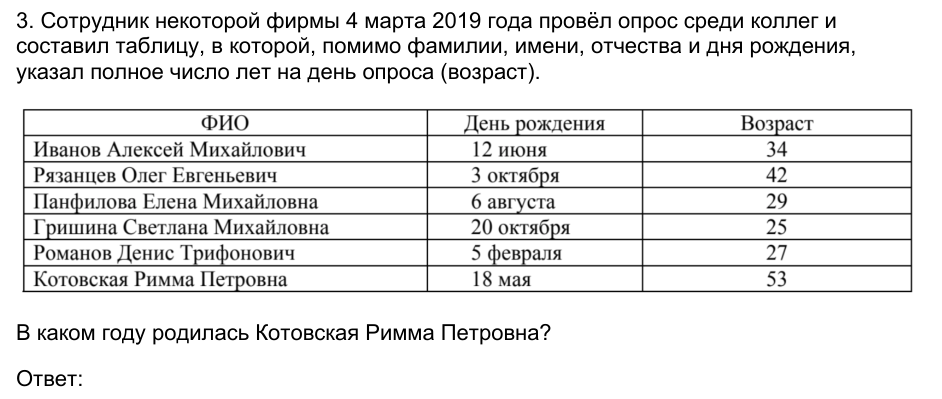 3. Сотрудник некоторой фирмы 4 марта 2019 года провёл опрос среди коллег и
составил таблицу, в которой, помимо фамилии, имени, отчества и дня рождения,
указал полное число лет на день опроса (возраст).
ФИО День рождения Возраст
Иванов Алексей Михайлович 12 июня 34
Рязанцев Олег Евгеньевич 3 октября 42
Панфилова Елена Михайловна 6 августа 29
Гришина Светлана Михайловна 20 октября 25
Романов Денис Трифонович 5 февраля 27
Котовская Римма Петровна 18 мая 53
В каком году родилась Котовская Римма Петровна?
Ответ: